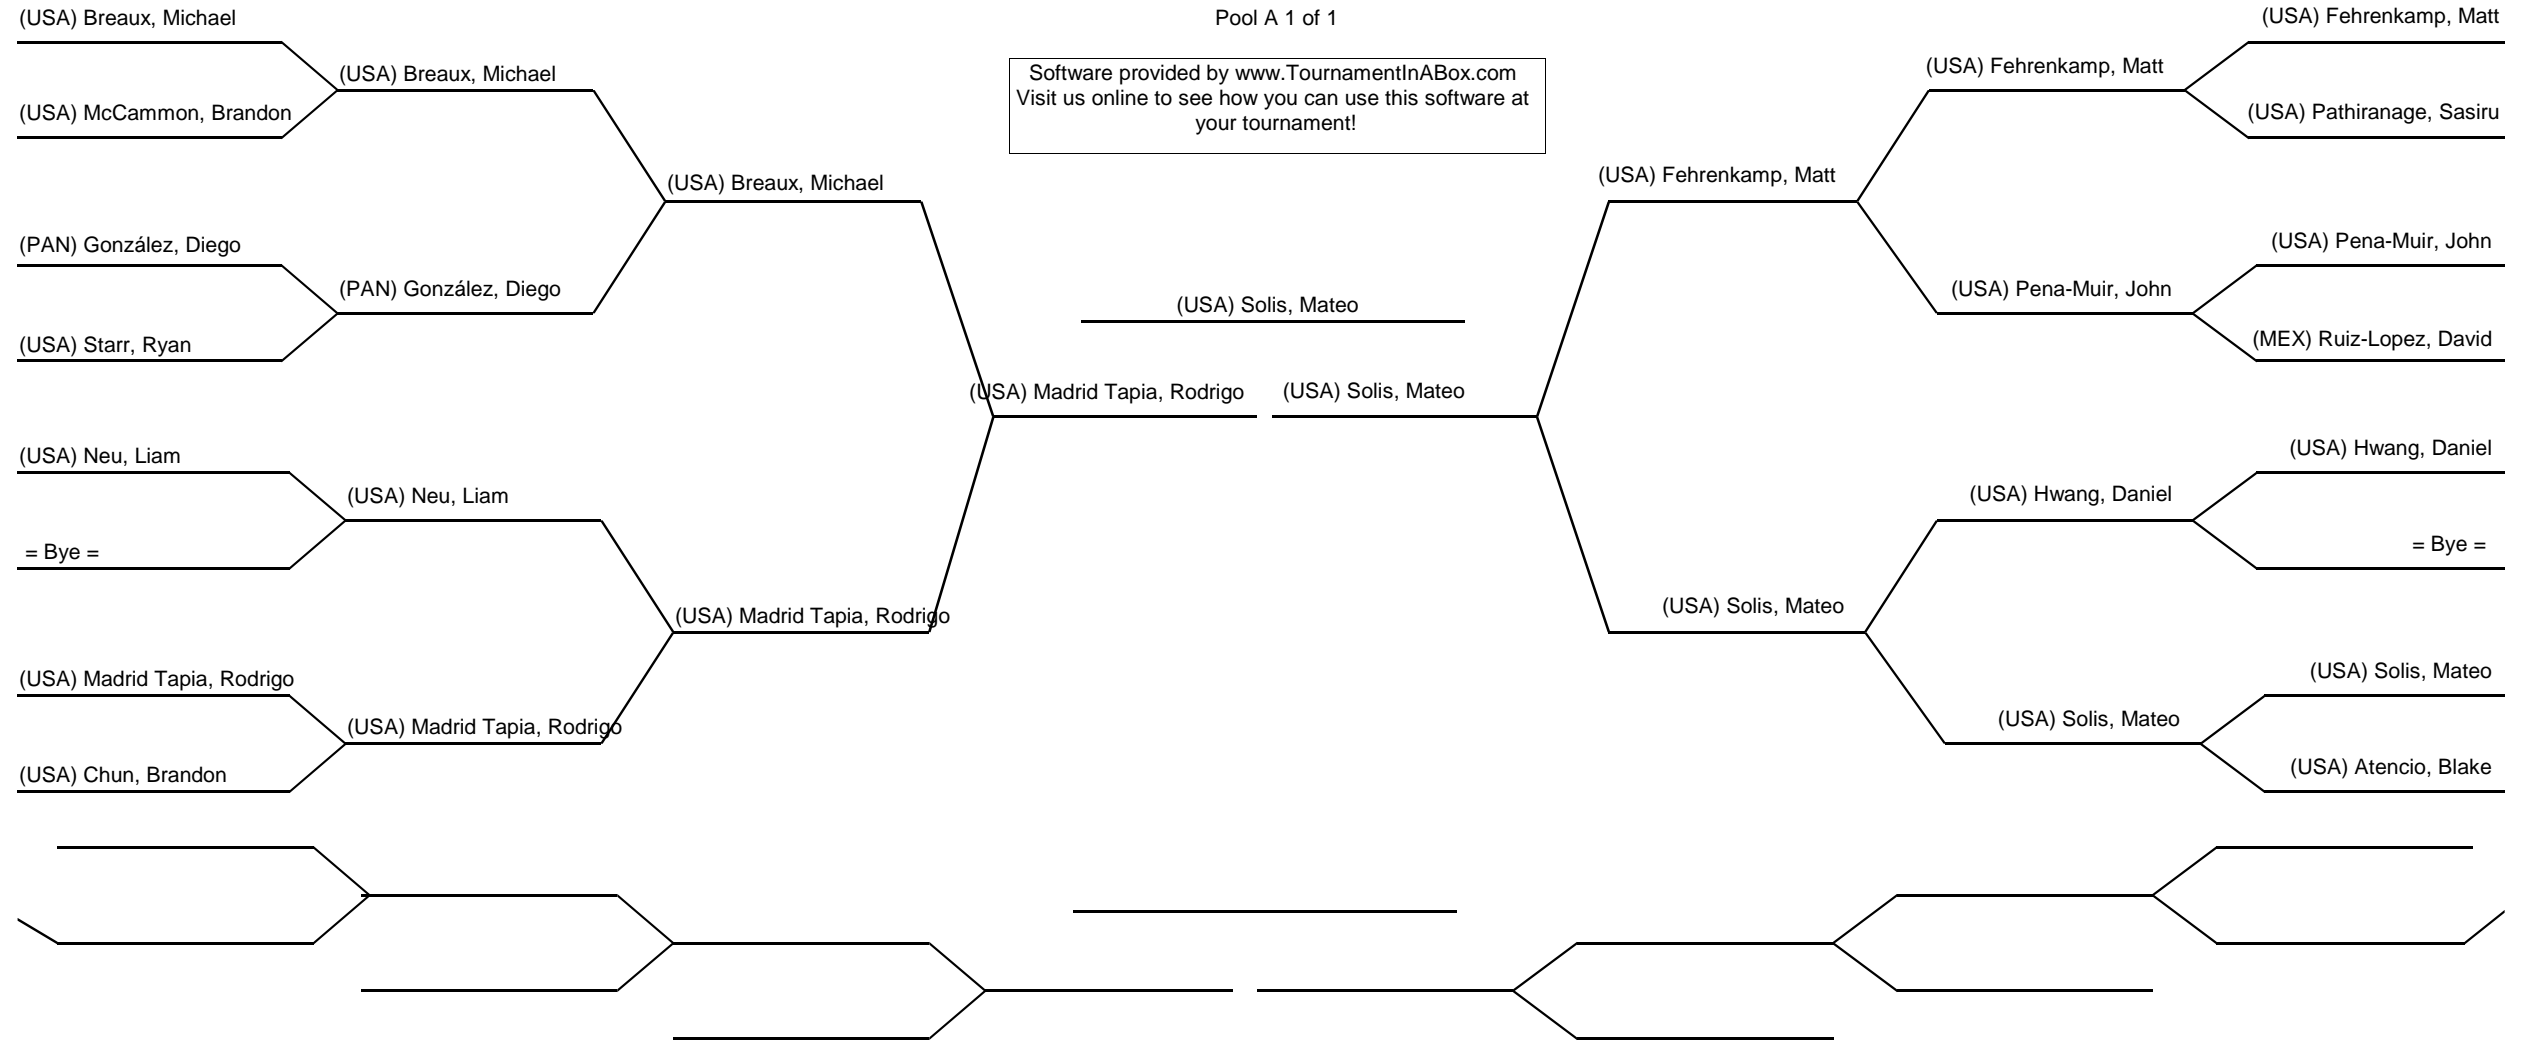 (USA) Breaux, Michael
Pool A 1 of 1
(USA) Fehrenkamp, Matt
(USA) Breaux, Michael
Software provided by www.TournamentInABox.com
Visit us online to see how you can use this software at
your tournament!
(USA) Fehrenkamp, Matt
(USA) McCammon, Brandon
(USA) Pathiranage, Sasiru
(USA) Breaux, Michael
(USA) Fehrenkamp, Matt
(PAN) González, Diego
(USA) Pena-Muir, John
(PAN) González, Diego
(USA) Solis, Mateo
(USA) Pena-Muir, John
(USA) Starr, Ryan
(MEX) Ruiz-Lopez, David
(USA) Madrid Tapia, Rodrigo
(USA) Solis, Mateo
(USA) Neu, Liam
(USA) Hwang, Daniel
(USA) Neu, Liam
(USA) Hwang, Daniel
= Bye =
= Bye =
(USA) Madrid Tapia, Rodrigo
(USA) Solis, Mateo
(USA) Madrid Tapia, Rodrigo
(USA) Solis, Mateo
(USA) Madrid Tapia, Rodrigo
(USA) Solis, Mateo
(USA) Chun, Brandon
(USA) Atencio, Blake